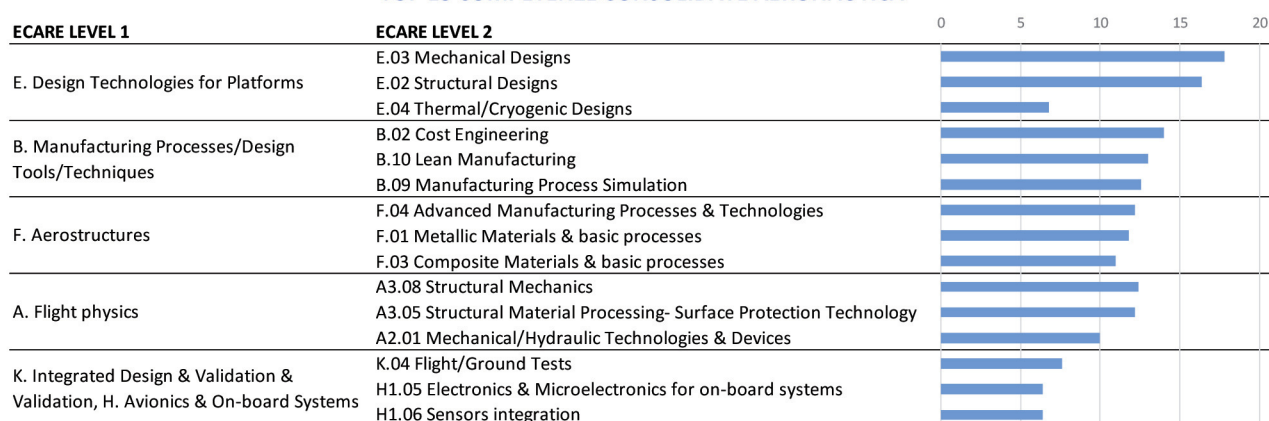 0 5 10 15 20
ECARE LEVEL 1 ECARE LEVEL 2
E. Design Technologies for Platforms
E.03 Mechanical Designs
E.02 Structural Designs
E.04 Thermal/Cryogenic Designs
B. Manufacturing Processes/Design
Tools/Techniques
B.02 Cost Engineering
B.10 Lean Manufacturing
B.09 Manufacturing Process Simulation
F. Aerostructures
F.04 Advanced Manufacturing Processes & Technologies
F.01 Metallic Materials & basic processes
F.03 Composite Materials & basic processes
A. Flight physics
A3.08 Structural Mechanics
A3.05 Structural Material Processing- Surface Protection Technology
A2.01 Mechanical/Hydraulic Technologies & Devices
K. Integrated Design & Validation &
Validation, H. Avionics & On-board Systems
K.04 Flight/Ground Tests
H1.05 Electronics & Microelectronics for on-board systems
H1.06 Sensors integration